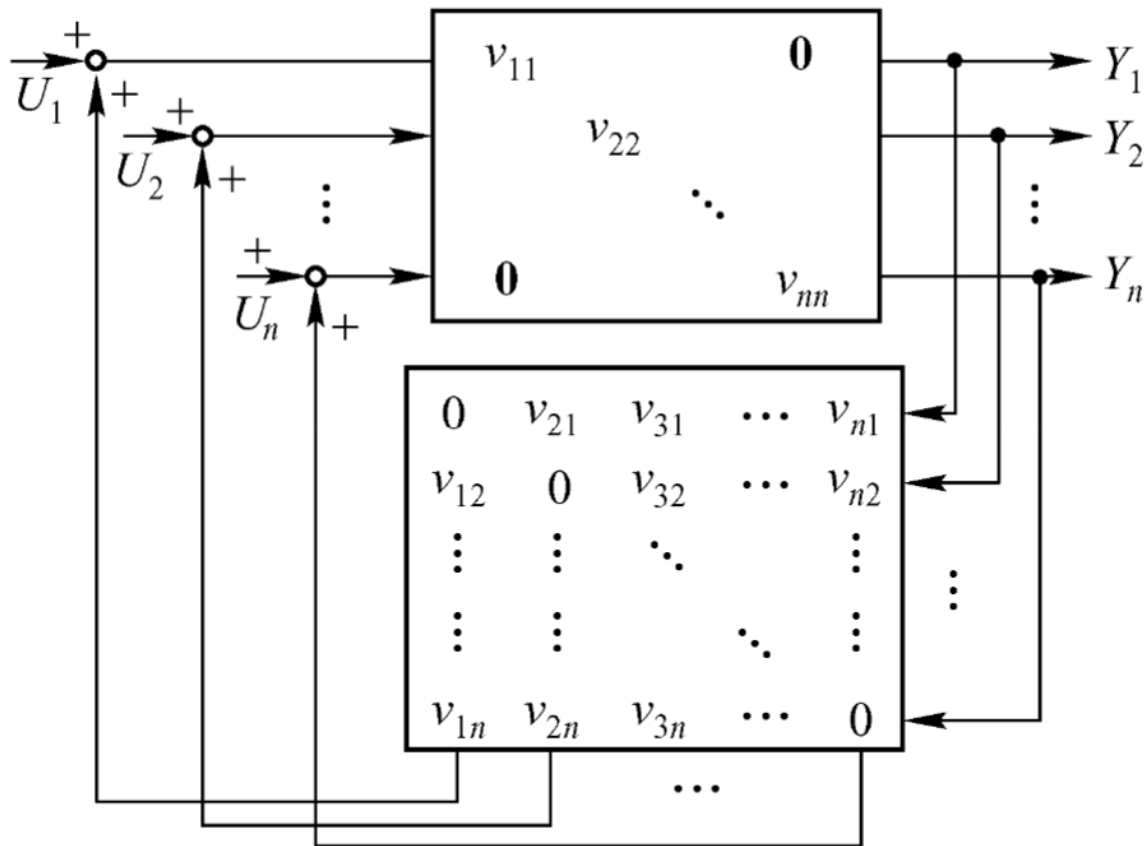 + v₁₁ 0 Y₁
U₁ + + v₂₂ Y₂
U₂ + ⋮ ⋱ ⋮
+ 0 vₙₙ Yₙ
Uₙ +
0 v₂₁ v₃₁ ⋯ vₙ₁
v₁₂ 0 v₃₂ ⋯ vₙ₂
⋮ ⋮ ⋱ ⋮ ⋮
⋮ ⋮ ⋱ ⋮
v₁ₙ v₂ₙ v₃ₙ ⋯ 0
⋯